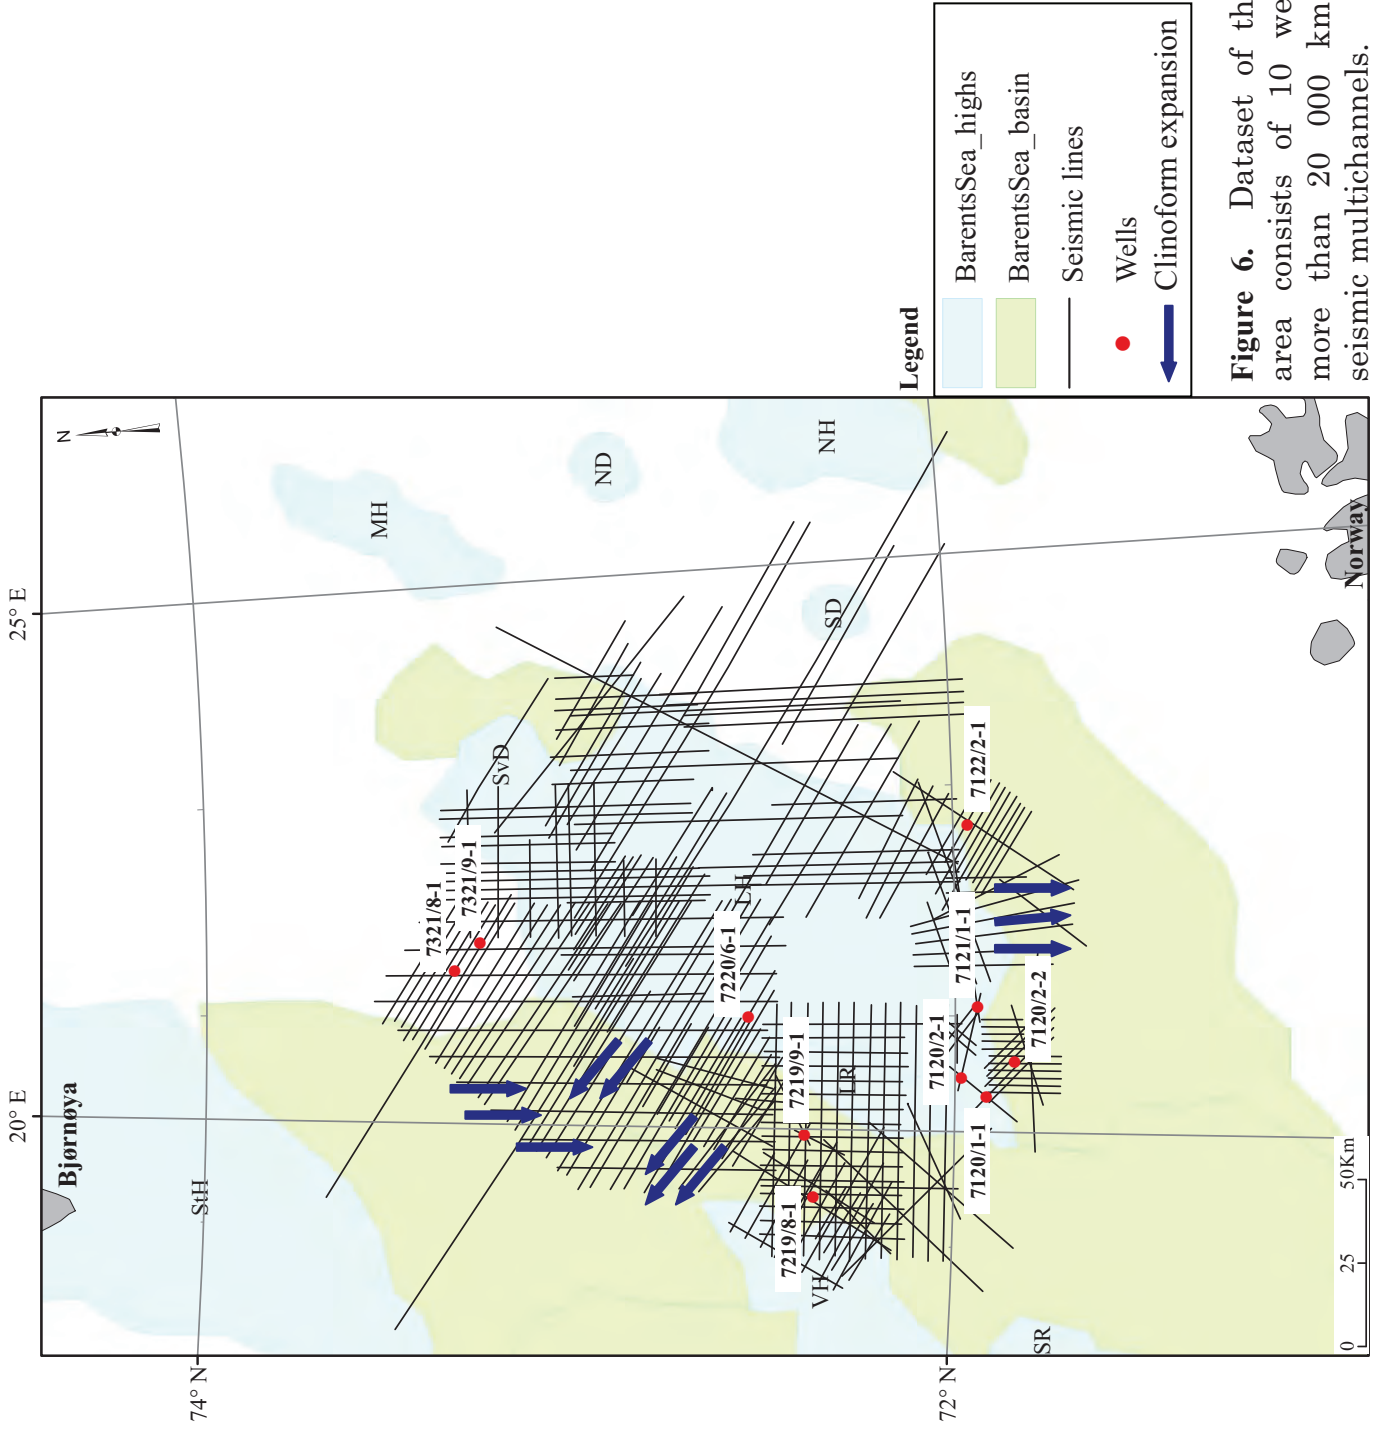 N
25° E
20° E
74° N
72° N
Bjørnøya
StH
MH
ND
NH
SD
SvD
LH
LR
VH
SR
Norway
7321/8-1
7321/9-1
7220/6-1
7219/9-1
7219/8-1
7122/2-1
7121/1-1
7120/2-1
7120/2-2
7120/1-1
0 25 50Km
Legend
BarentsSea_highs
BarentsSea_basin
Seismic lines
Wells
Clinoform expansion
Figure 6. Dataset of th
area consists of 10 we
more than 20 000 km
seismic multichannels.